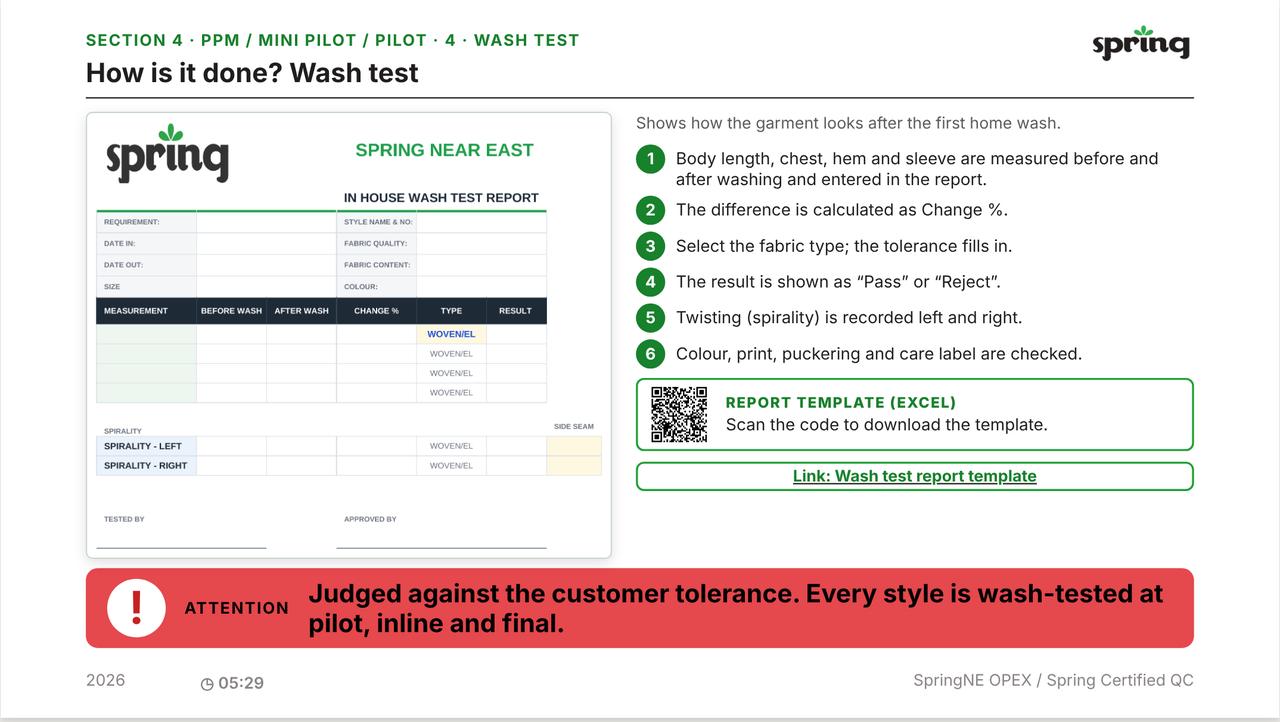 SECTION 4 · PPM / MINI PILOT / PILOT · 4 · WASH TEST
spring
How is it done? Wash test
spring
SPRING NEAR EAST
IN HOUSE WASH TEST REPORT
REQUIREMENT: STYLE NAME & NO:
DATE IN: FABRIC QUALITY:
DATE OUT: FABRIC CONTENT:
SIZE COLOUR:
MEASUREMENT BEFORE WASH AFTER WASH CHANGE % TYPE RESULT
WOVEN/EL
WOVEN/EL
WOVEN/EL
WOVEN/EL
SPIRALITY SIDE SEAM
SPIRALITY - LEFT WOVEN/EL
SPIRALITY - RIGHT WOVEN/EL
TESTED BY APPROVED BY
Shows how the garment looks after the first home wash.
1 Body length, chest, hem and sleeve are measured before and
after washing and entered in the report.
2 The difference is calculated as Change %.
3 Select the fabric type; the tolerance fills in.
4 The result is shown as “Pass” or “Reject”.
5 Twisting (spirality) is recorded left and right.
6 Colour, print, puckering and care label are checked.
REPORT TEMPLATE (EXCEL)
Scan the code to download the template.
Link: Wash test report template
! ATTENTION Judged against the customer tolerance. Every style is wash-tested at
pilot, inline and final.
2026 ◷ 05:29 SpringNE OPEX / Spring Certified QC